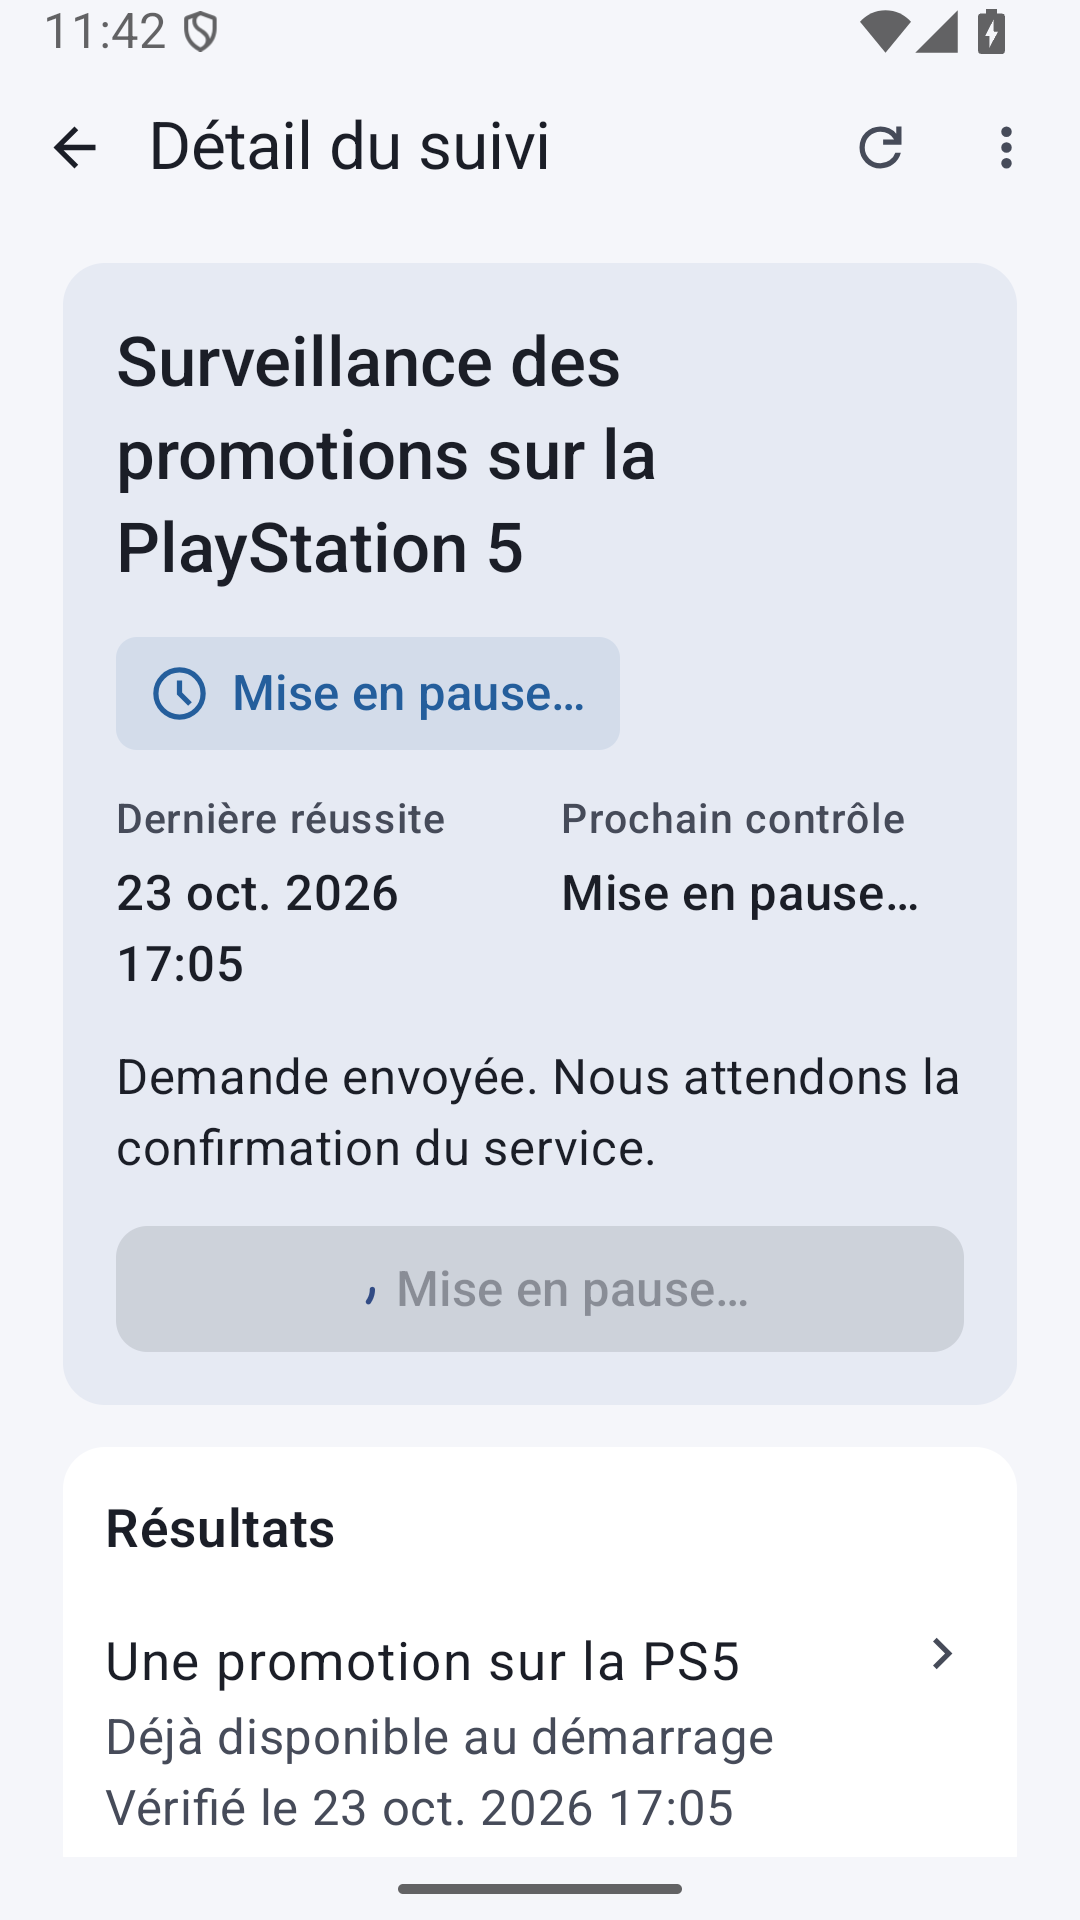 11:42
Détail du suivi
Surveillance des
promotions sur la
PlayStation 5
Mise en pause…
Dernière réussite
Prochain contrôle
23 oct. 2026
17:05
Mise en pause…
Demande envoyée. Nous attendons la
confirmation du service.
Mise en pause…
Résultats
Une promotion sur la PS5
Déjà disponible au démarrage
Vérifié le 23 oct. 2026 17:05